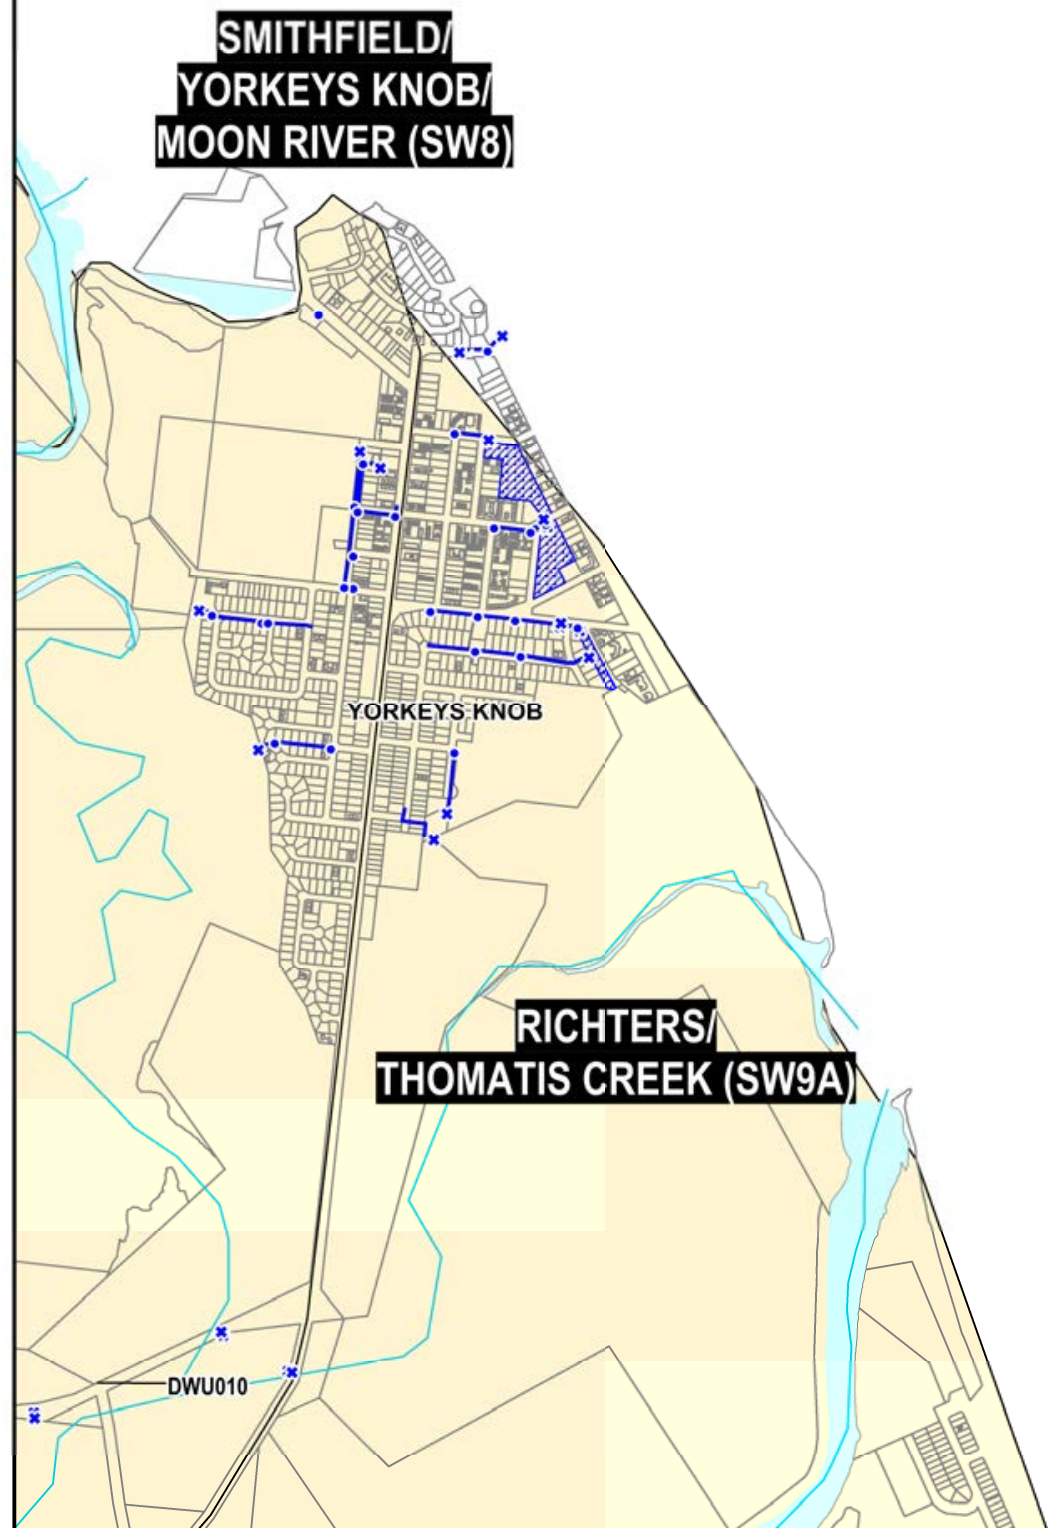 SMITHFIELD/
YORKEYS KNOB/
MOON RIVER (SW8)
YORKEYS KNOB
RICHTERS/
THOMATIS CREEK (SW9A)
DWU010